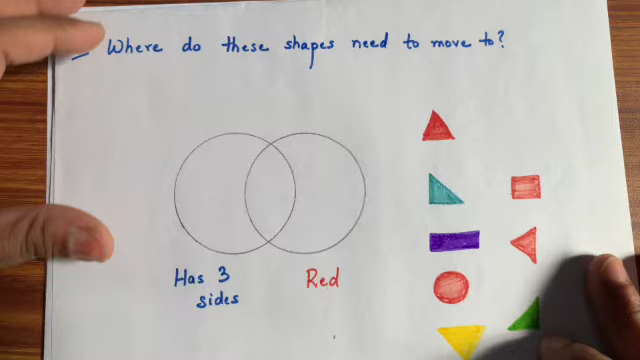 Where do these shapes need to move to?
Has 3
sides
Red